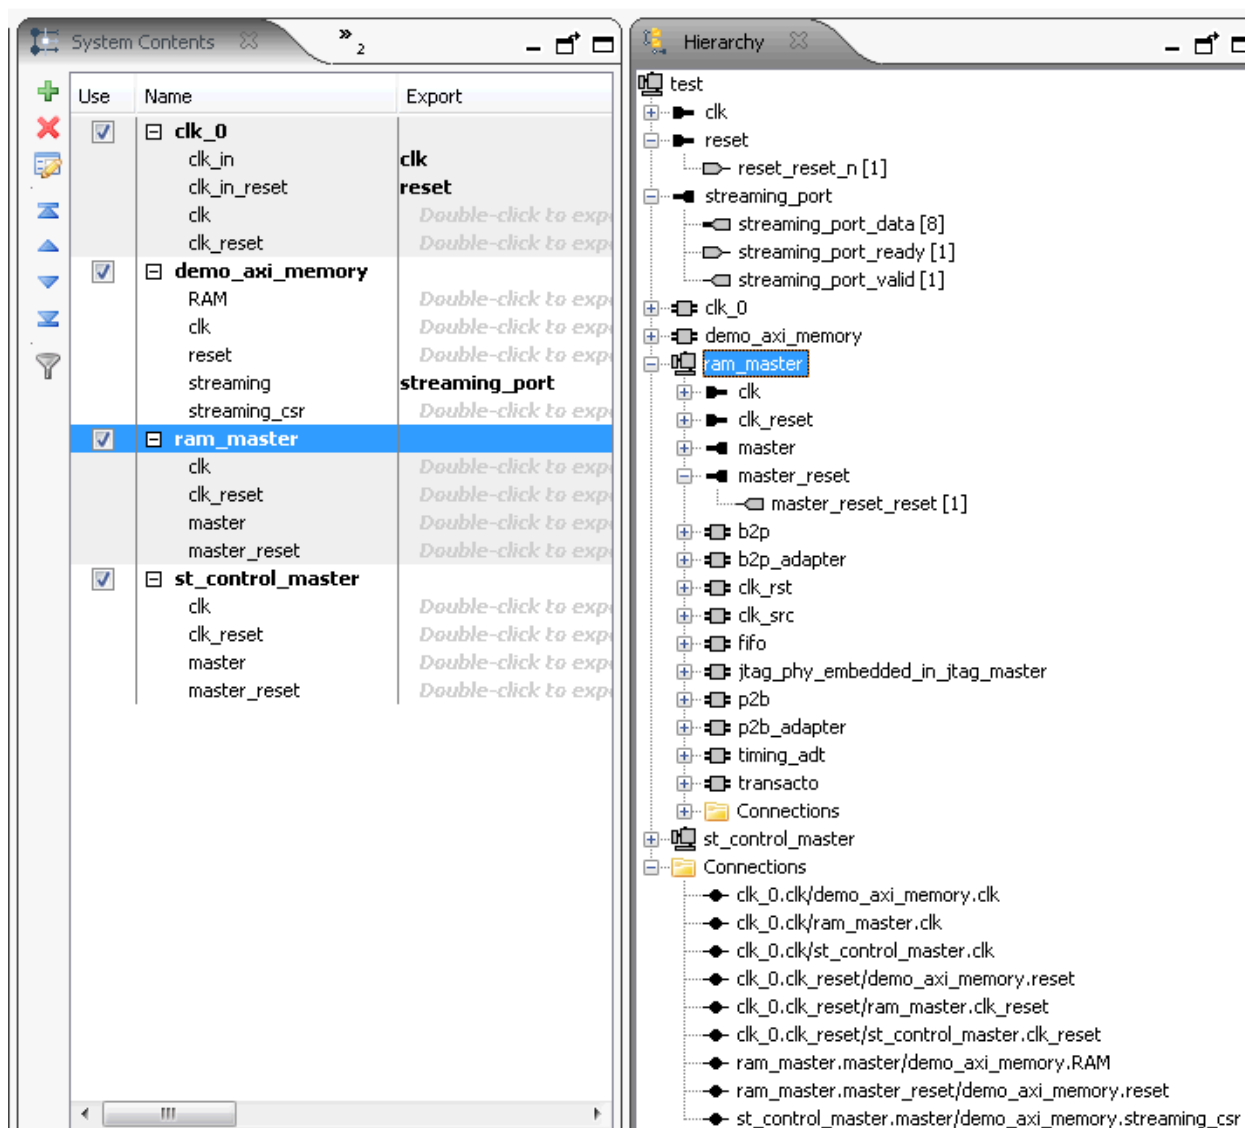 System Contents
»2
Use Name Export
clk_0
clk_in clk
clk_in_reset reset
clk Double-click to exp
clk_reset Double-click to exp
demo_axi_memory
RAM Double-click to exp
clk Double-click to exp
reset Double-click to exp
streaming streaming_port
streaming_csr Double-click to exp
ram_master
clk Double-click to exp
clk_reset Double-click to exp
master Double-click to exp
master_reset Double-click to exp
st_control_master
clk Double-click to exp
clk_reset Double-click to exp
master Double-click to exp
master_reset Double-click to exp
Hierarchy
test
clk
reset
reset_reset_n [1]
streaming_port
streaming_port_data [8]
streaming_port_ready [1]
streaming_port_valid [1]
clk_0
demo_axi_memory
ram_master
clk
clk_reset
master
master_reset
master_reset_reset [1]
b2p
b2p_adapter
clk_rst
clk_src
fifo
jtag_phy_embedded_in_jtag_master
p2b
p2b_adapter
timing_adt
transacto
Connections
st_control_master
Connections
clk_0.clk/demo_axi_memory.clk
clk_0.clk/ram_master.clk
clk_0.clk/st_control_master.clk
clk_0.clk_reset/demo_axi_memory.reset
clk_0.clk_reset/ram_master.clk_reset
clk_0.clk_reset/st_control_master.clk_reset
ram_master.master/demo_axi_memory.RAM
ram_master.master_reset/demo_axi_memory.reset
st_control_master.master/demo_axi_memory.streaming_csr